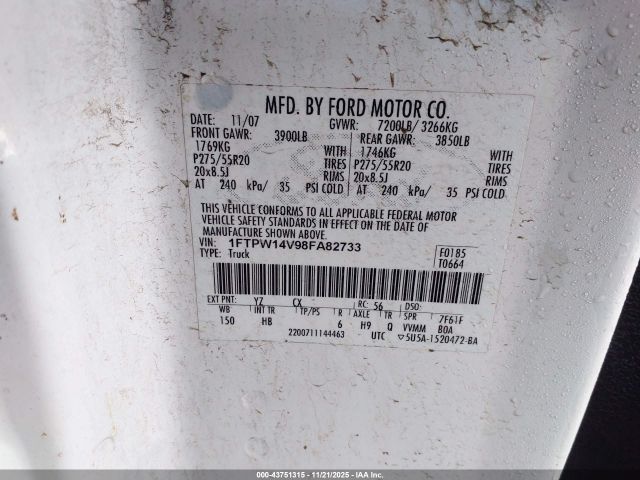 MFD. BY FORD MOTOR CO.
DATE: 11/07 GVWR: 7200LB/ 3266KG
FRONT GAWR: 3900LB REAR GAWR: 3850LB
1769KG WITH 1746KG WITH
P275/55R20 TIRES P275/55R20 TIRES
20x8.5J RIMS 20x8.5J RIMS
AT 240 kPa/ 35 PSI COLD AT 240 kPa/ 35 PSI COLD
THIS VEHICLE CONFORMS TO ALL APPLICABLE FEDERAL MOTOR
VEHICLE SAFETY STANDARDS IN EFFECT ON THE DATE OF
MANUFACTURE SHOWN ABOVE.
VIN: 1FTPW14V98FA82733 F0185
TYPE: Truck T0664
EXT PNT: YZ CX RC: 56 DSO:
WB INT TR TP/PS R AXLE TR SPR 7F61F
150 HB 6 H9 Q VVMM BOA
2200711144463 - UTC ▽5U5A-1520472-BA
000-43751315 - 11/21/2025 - IAA Inc.